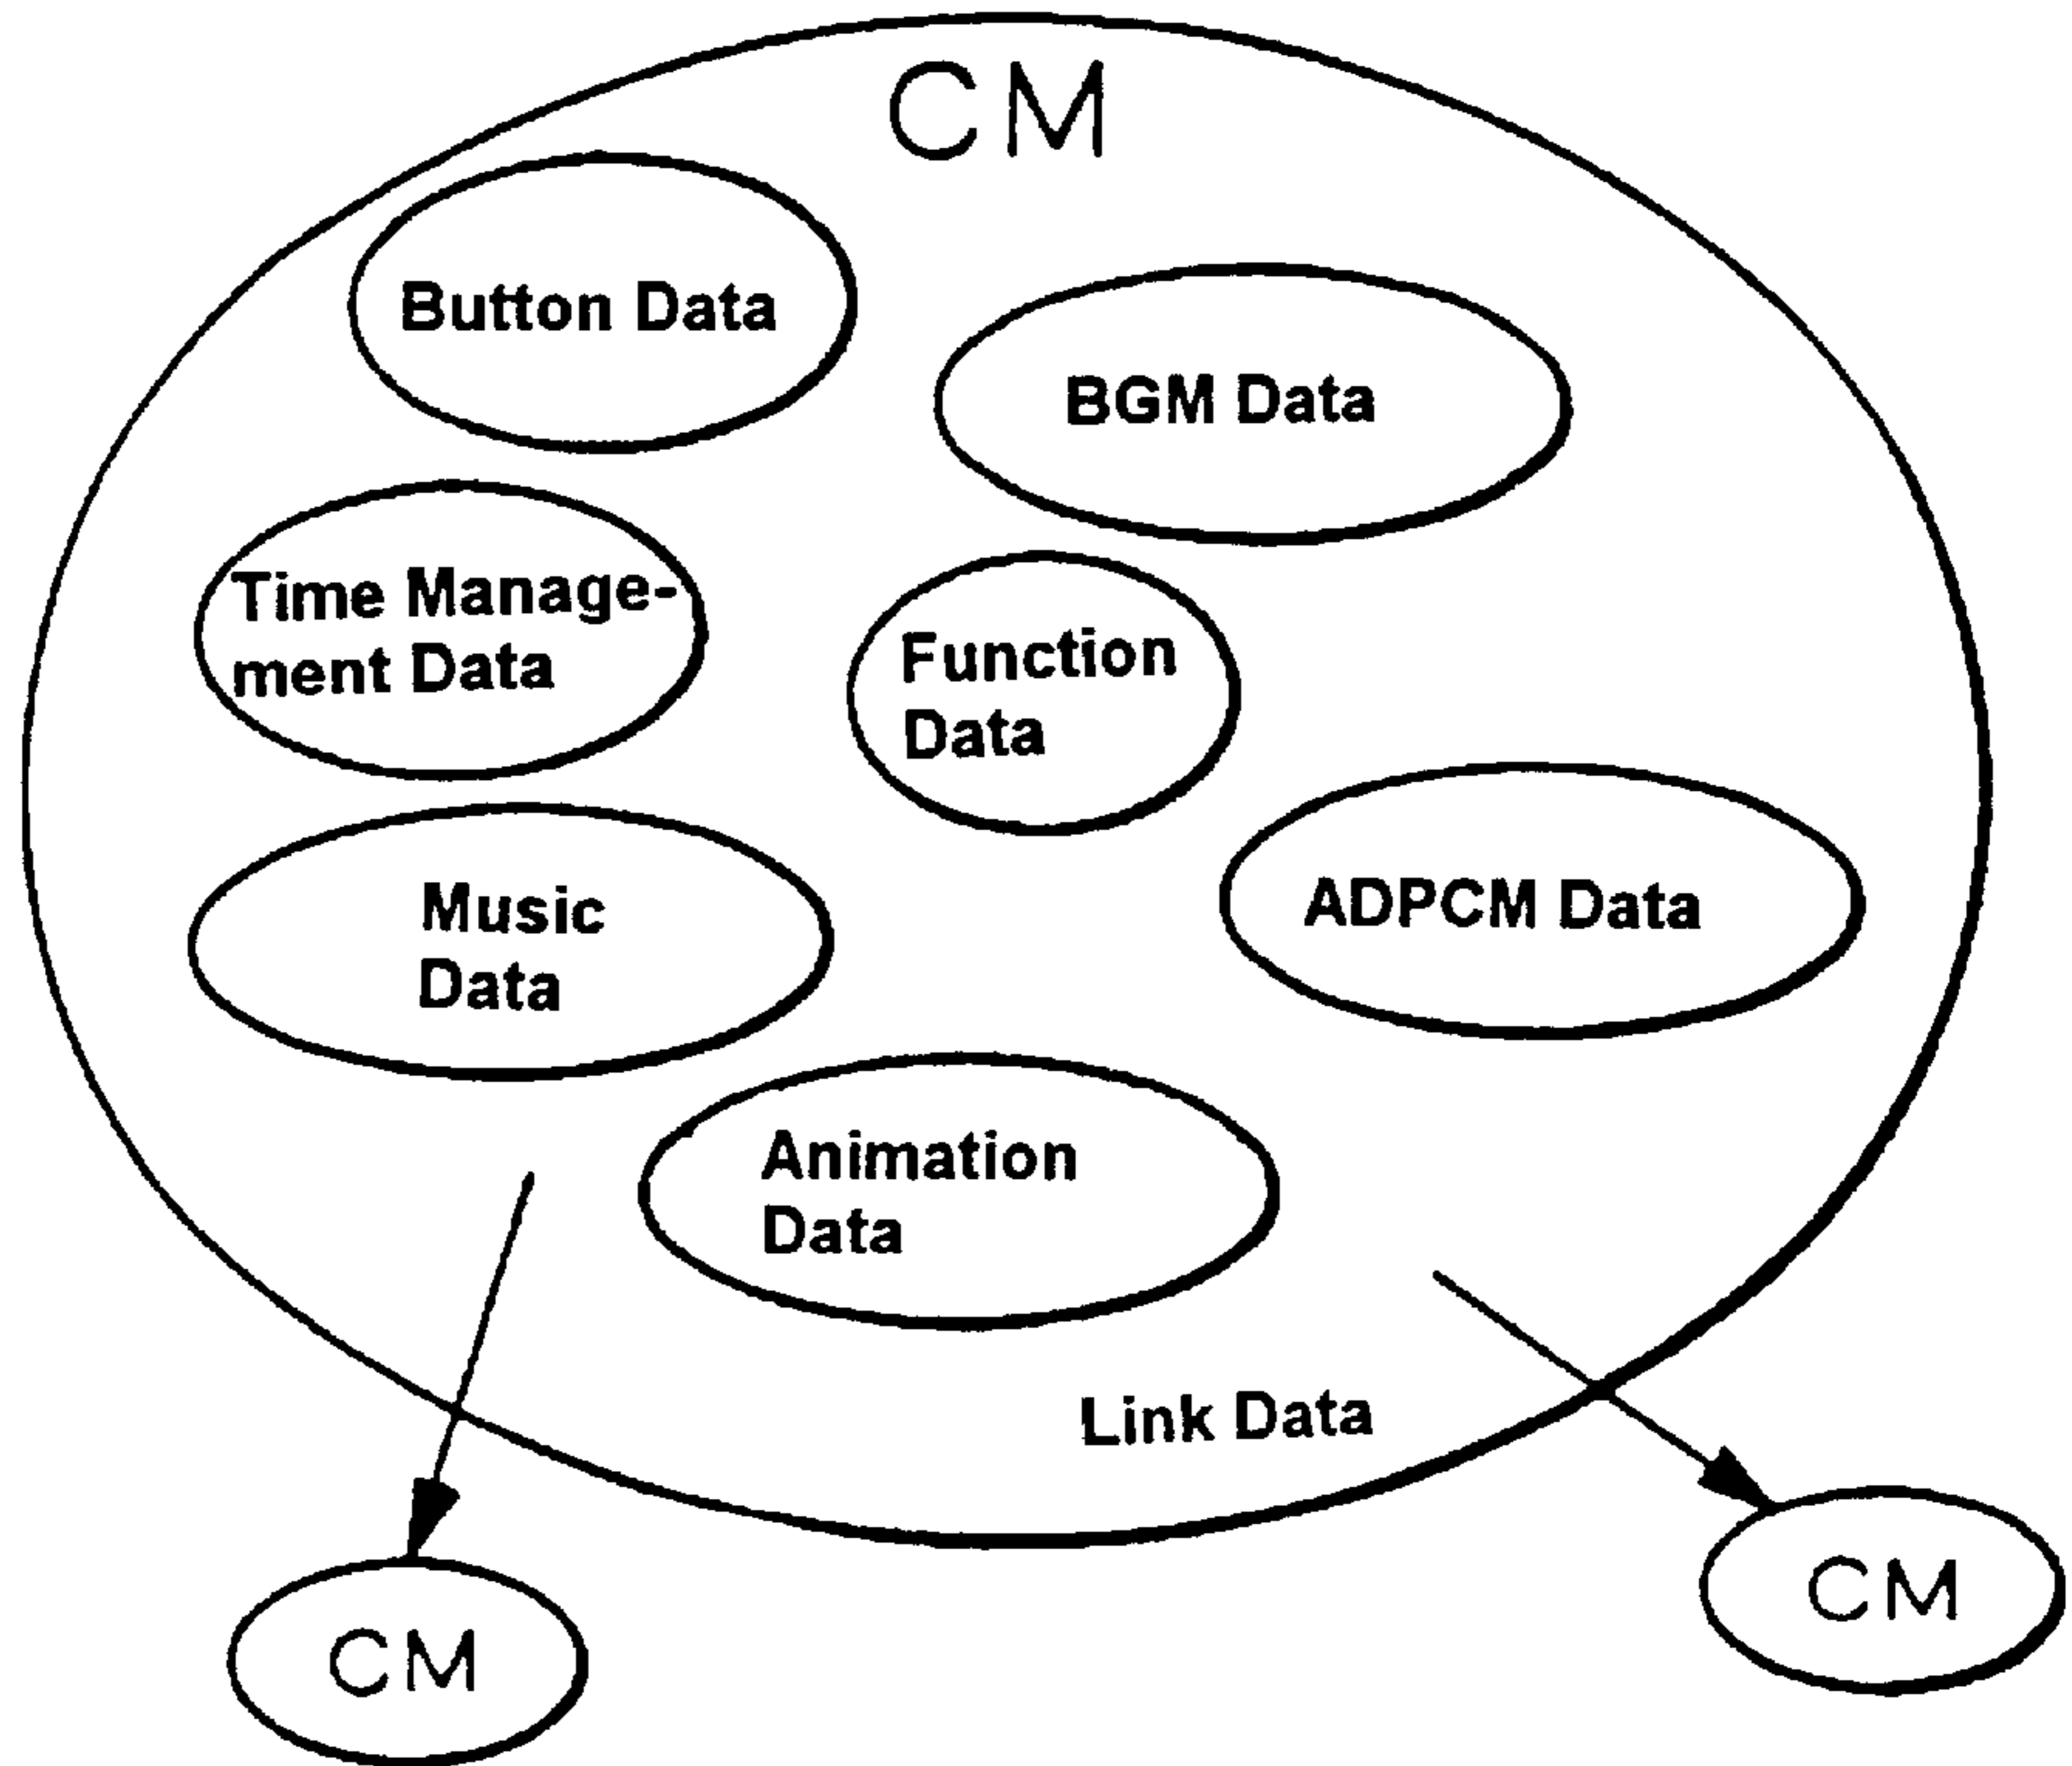 CM
Button Data
BGM Data
Time Manage-
ment Data
Function
Data
Music
Data
ADPCM Data
Animation
Data
Link Data
CM
CM